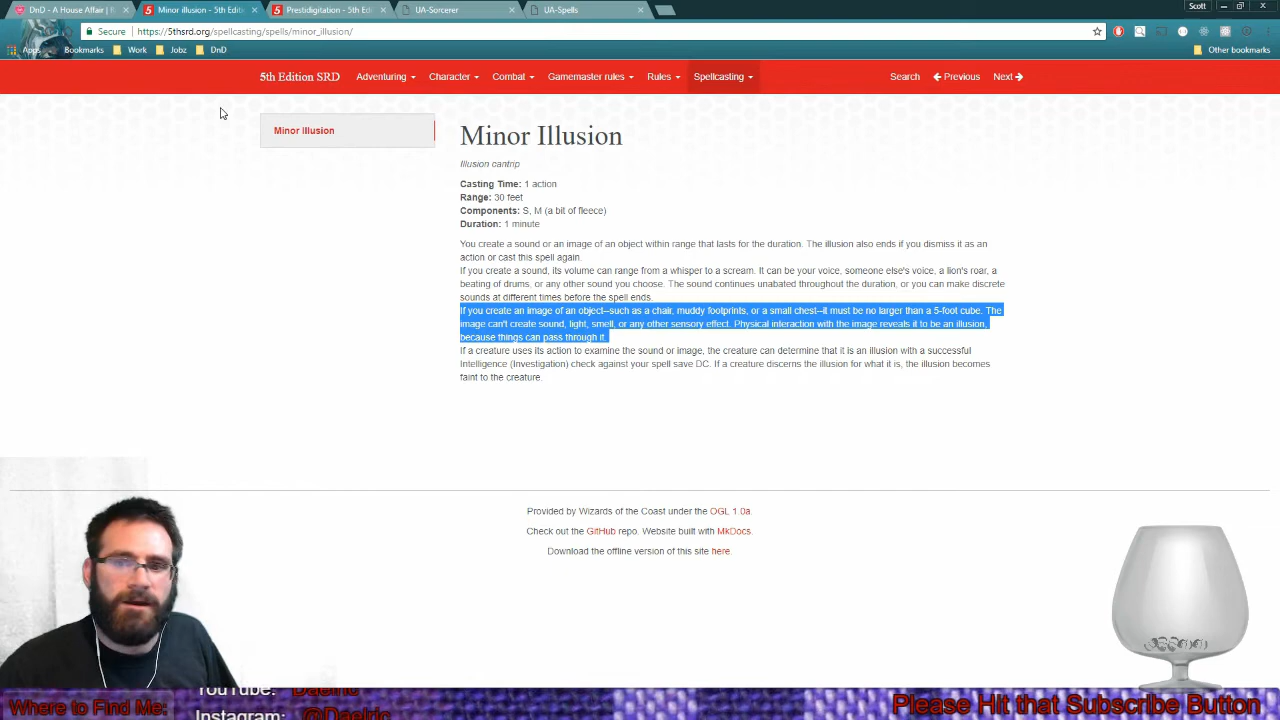 DnD - A House Affair | R
Minor illusion - 5th Editi
Prestidigitation - 5th Edi
UA-Sorcerer
UA-Spells
Scott
Secure
https://5thsrd.org/spellcasting/spells/minor_illusion/
Apps
Bookmarks
Work
Jobz
DnD
Other bookmarks
5th Edition SRD
Adventuring
Character
Combat
Gamemaster rules
Rules
Spellcasting
Search
Previous
Next
Minor Illusion
Minor Illusion
Illusion cantrip
Casting Time: 1 action
Range: 30 feet
Components: S, M (a bit of fleece)
Duration: 1 minute
You create a sound or an image of an object within range that lasts for the duration. The illusion also ends if you dismiss it as an
action or cast this spell again.
If you create a sound, its volume can range from a whisper to a scream. It can be your voice, someone else's voice, a lion's roar, a
beating of drums, or any other sound you choose. The sound continues unabated throughout the duration, or you can make discrete
sounds at different times before the spell ends.
If you create an image of an object--such as a chair, muddy footprints, or a small chest--it must be no larger than a 5-foot cube. The
image can't create sound, light, smell, or any other sensory effect. Physical interaction with the image reveals it to be an illusion,
because things can pass through it.
If a creature uses its action to examine the sound or image, the creature can determine that it is an illusion with a successful
Intelligence (Investigation) check against your spell save DC. If a creature discerns the illusion for what it is, the illusion becomes
faint to the creature.
Provided by Wizards of the Coast under the OGL 1.0a.
Check out the GitHub repo. Website built with MkDocs.
Download the offline version of this site here.
YouTube: Daelric
Where to Find Me:
Instagram: @Daelric
Please Hit that Subscribe Button